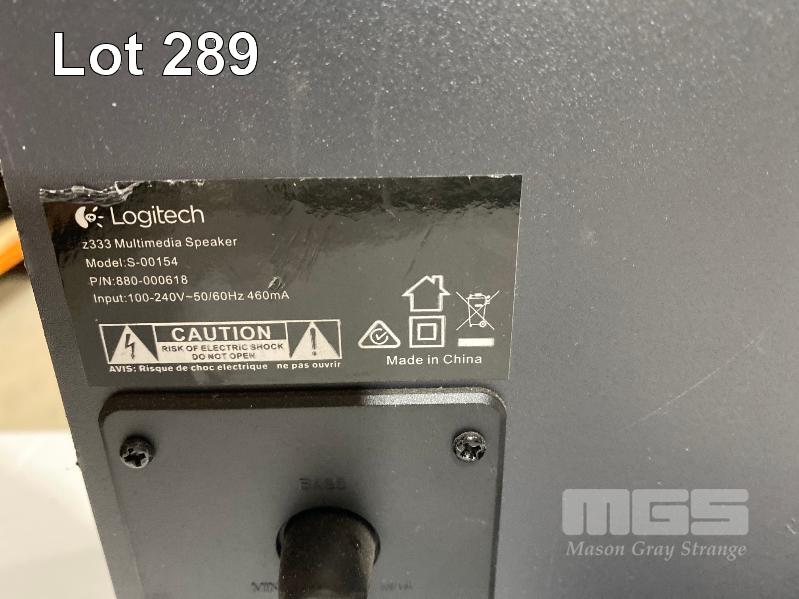 Lot 289
Logitech
z333 Multimedia Speaker
Model:S-00154
P/N:880-000618
Input:100-240V~50/60Hz 460mA
CAUTION
RISK OF ELECTRIC SHOCK
DO NOT OPEN
AVIS: Risque de choc electrique ne pas ouvrir
Made in China
BASS
MIN
MGS
Mason Gray Strange